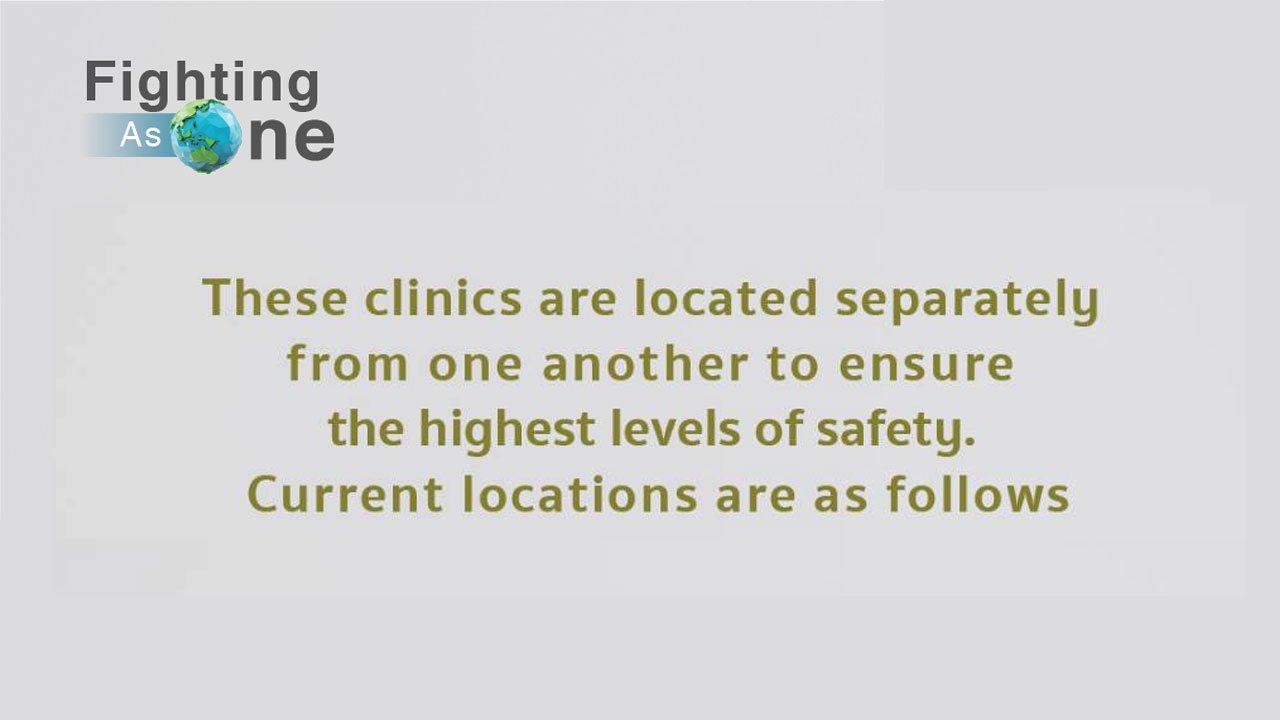 Fighting
As One
These clinics are located separately
from one another to ensure
the highest levels of safety.
Current locations are as follows